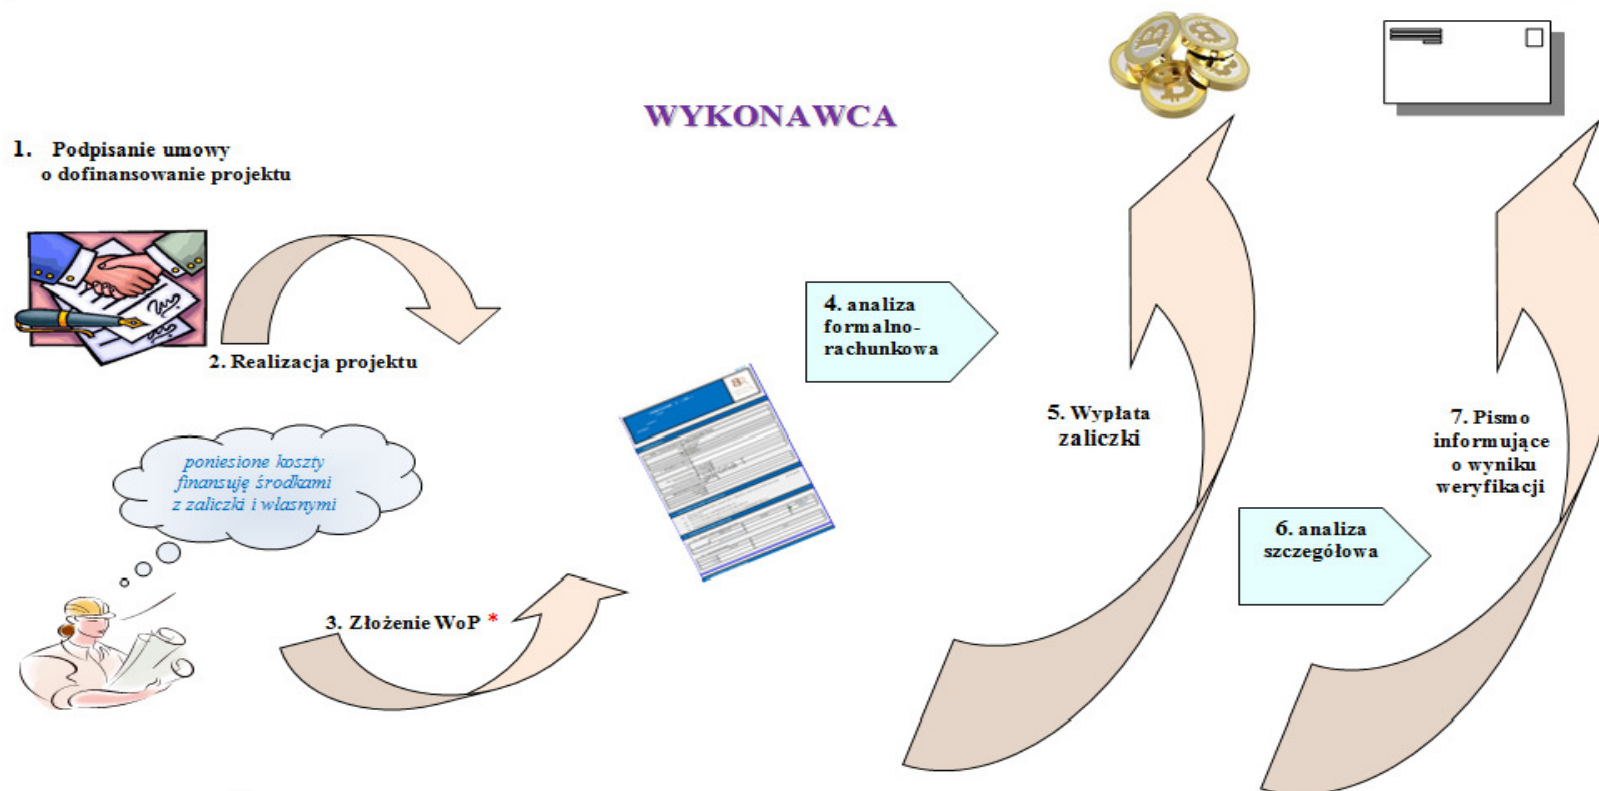 WYKONAWCA
1. Podpisanie umowy
o dofinansowanie projektu
2. Realizacja projektu
poniesione koszty
finansuję środkami
z zaliczki i własnymi
3. Złożenie WoP *
4. analiza
formalno-
rachunkowa
5. Wypłata
zaliczki
6. analiza
szczegółowa
7. Pismo
informujące
o wyniku
weryfikacji